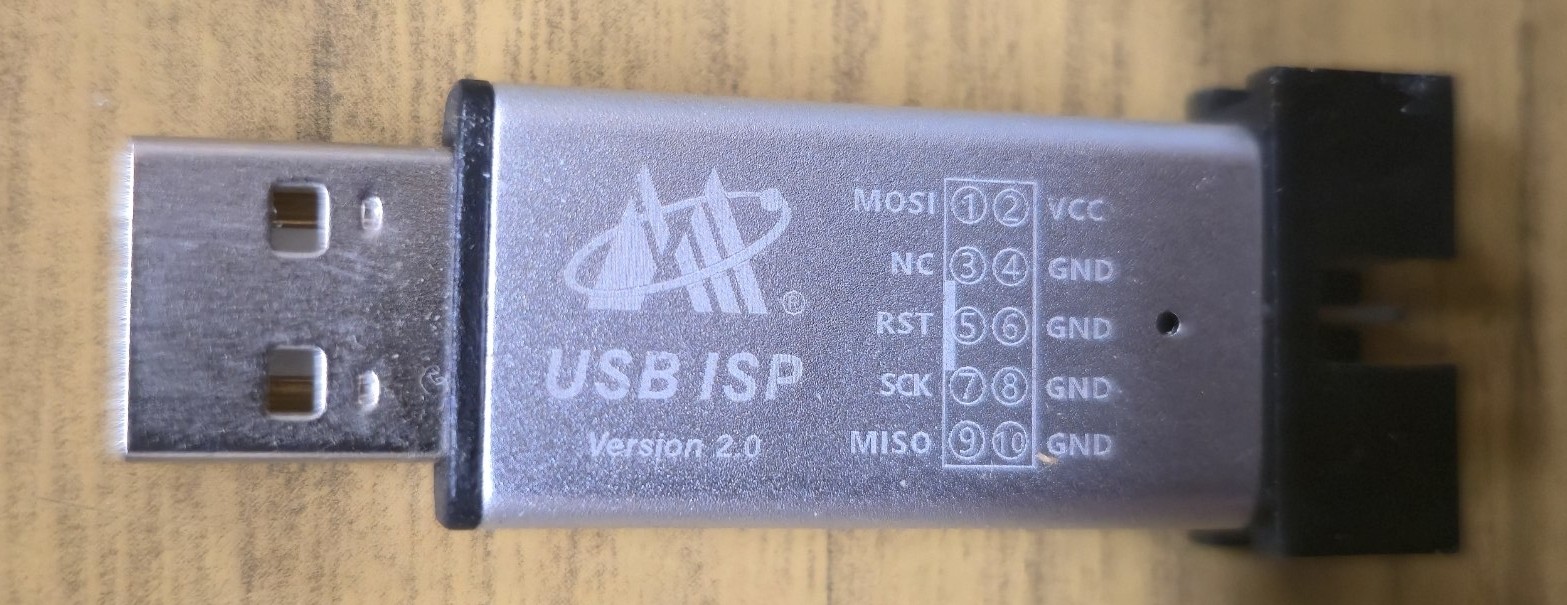 ®
USB ISP
Version 2.0
MOSI ① ② VCC
NC ③ ④ GND
RST ⑤ ⑥ GND
SCK ⑦ ⑧ GND
MISO ⑨ ⑩ GND